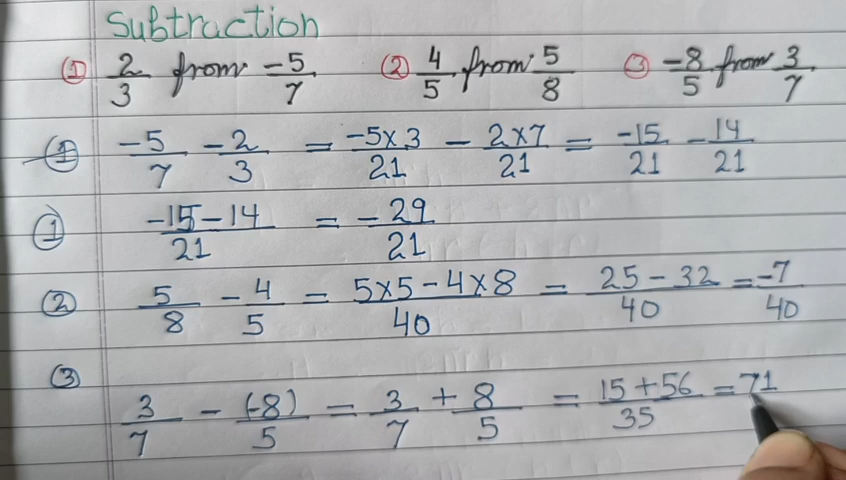 Subtraction
① 2/3 from -5/7 ② 4/5 from 5/8 ③ -8/5 from 3/7
① -5/7 - 2/3 = -5×3/21 - 2×7/21 = -15/21 - 14/21
① -15-14/21 = -29/21
② 5/8 - 4/5 = 5×5-4×8/40 = 25-32/40 = -7/40
③ 3/7 - (-8)/5 = 3/7 + 8/5 = 15+56/35 = 71